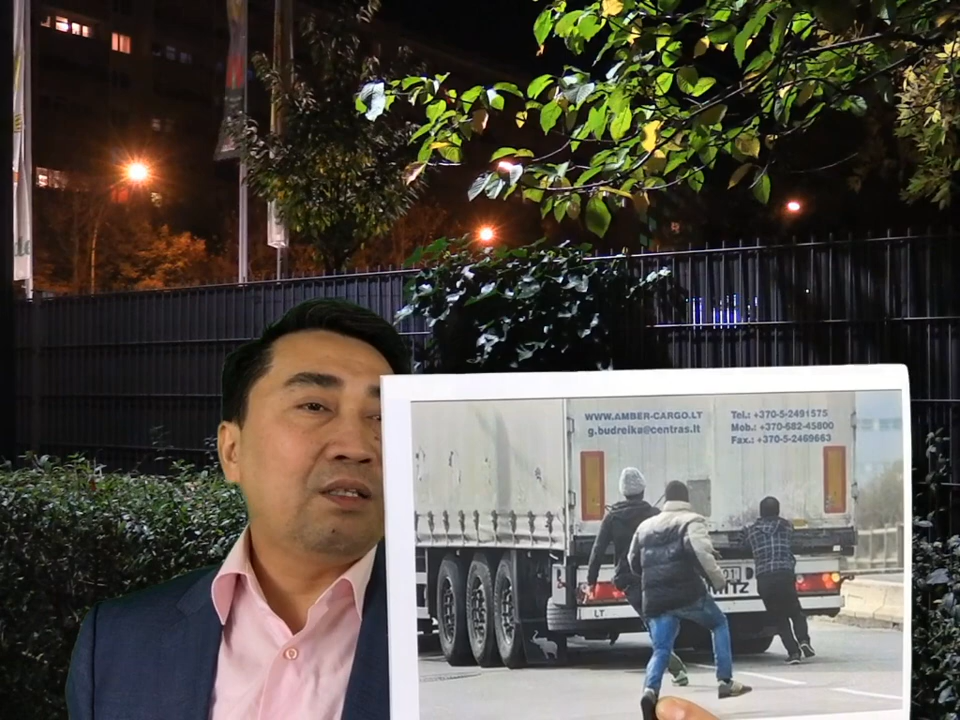 WWW.AMBER-CARGO.LT
g.budreika@centras.lt
Tel.: +370-5-2491575
Mob.: +370-682-45800
Fax.: +370-5-2469663
LT